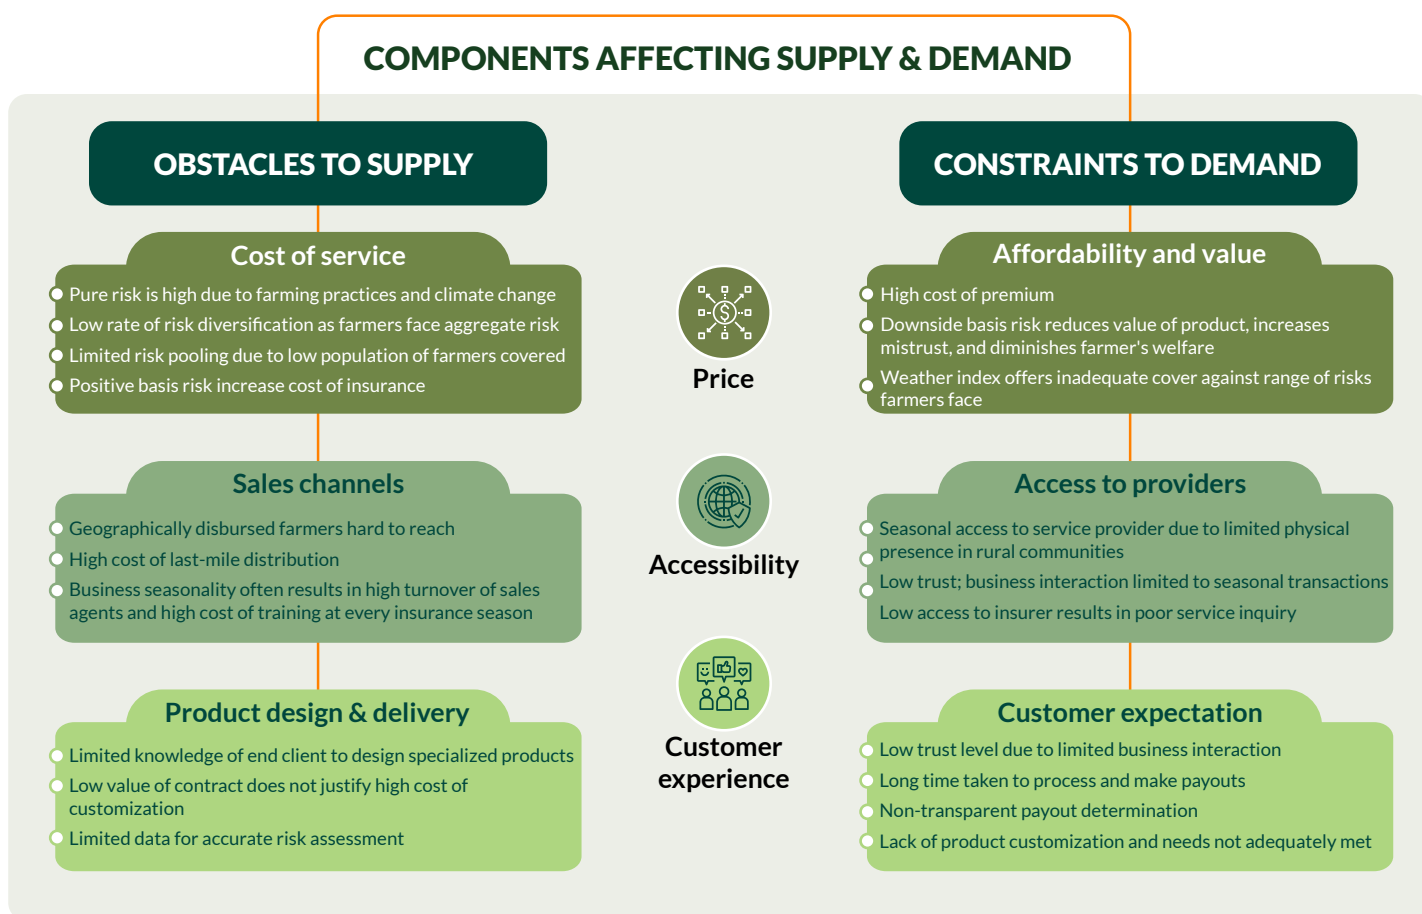 COMPONENTS AFFECTING SUPPLY & DEMAND
OBSTACLES TO SUPPLY
Cost of service
Pure risk is high due to farming practices and climate change
Low rate of risk diversification as farmers face aggregate risk
Limited risk pooling due to low population of farmers covered
Positive basis risk increase cost of insurance
Sales channels
Geographically disbursed farmers hard to reach
High cost of last-mile distribution
Business seasonality often results in high turnover of sales
agents and high cost of training at every insurance season
Product design & delivery
Limited knowledge of end client to design specialized products
Low value of contract does not justify high cost of
customization
Limited data for accurate risk assessment
$
Price
Accessibility
Customer
experience
CONSTRAINTS TO DEMAND
Affordability and value
High cost of premium
Downside basis risk reduces value of product, increases
mistrust, and diminishes farmer's welfare
Weather index offers inadequate cover against range of risks
farmers face
Access to providers
Seasonal access to service provider due to limited physical
presence in rural communities
Low trust; business interaction limited to seasonal transactions
Low access to insurer results in poor service inquiry
Customer expectation
Low trust level due to limited business interaction
Long time taken to process and make payouts
Non-transparent payout determination
Lack of product customization and needs not adequately met